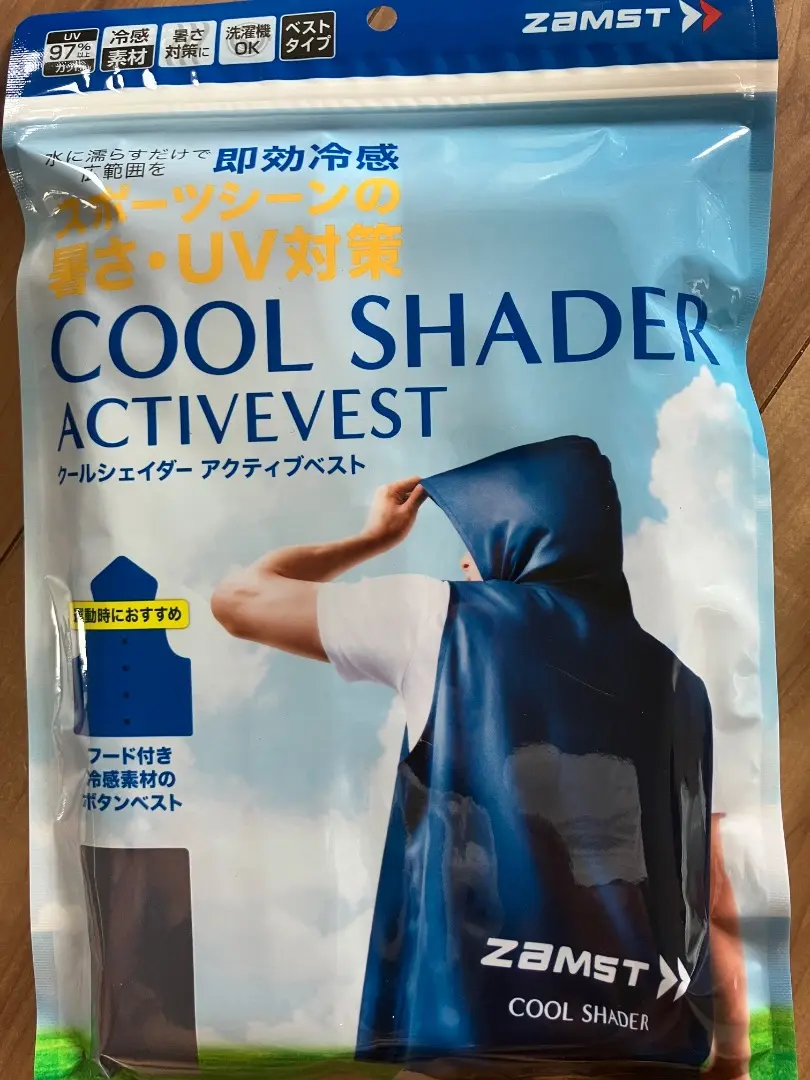 UV
97%以上
カット
冷感
素材
暑さ
対策に
洗濯機
OK
ベスト
タイプ
ZAMST
水に濡らすだけで
広範囲を
即効冷感
スポーツシーンの
暑さ・UV対策
COOL SHADER
ACTIVEVEST
クールシェイダー アクティブベスト
運動時におすすめ
フード付き
冷感素材の
ボタンベスト
ZAMST
COOL SHADER